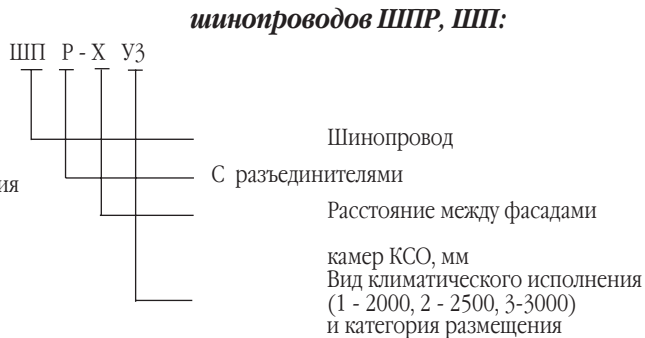 шинопроводов ШПР, ШП:
ШП Р - Х У3
Шинопровод
С разъединителями
ия
Расстояние между фасадами
камер КСО, мм
Вид климатического исполнения
(1 - 2000, 2 - 2500, 3-3000)
и категория размещения